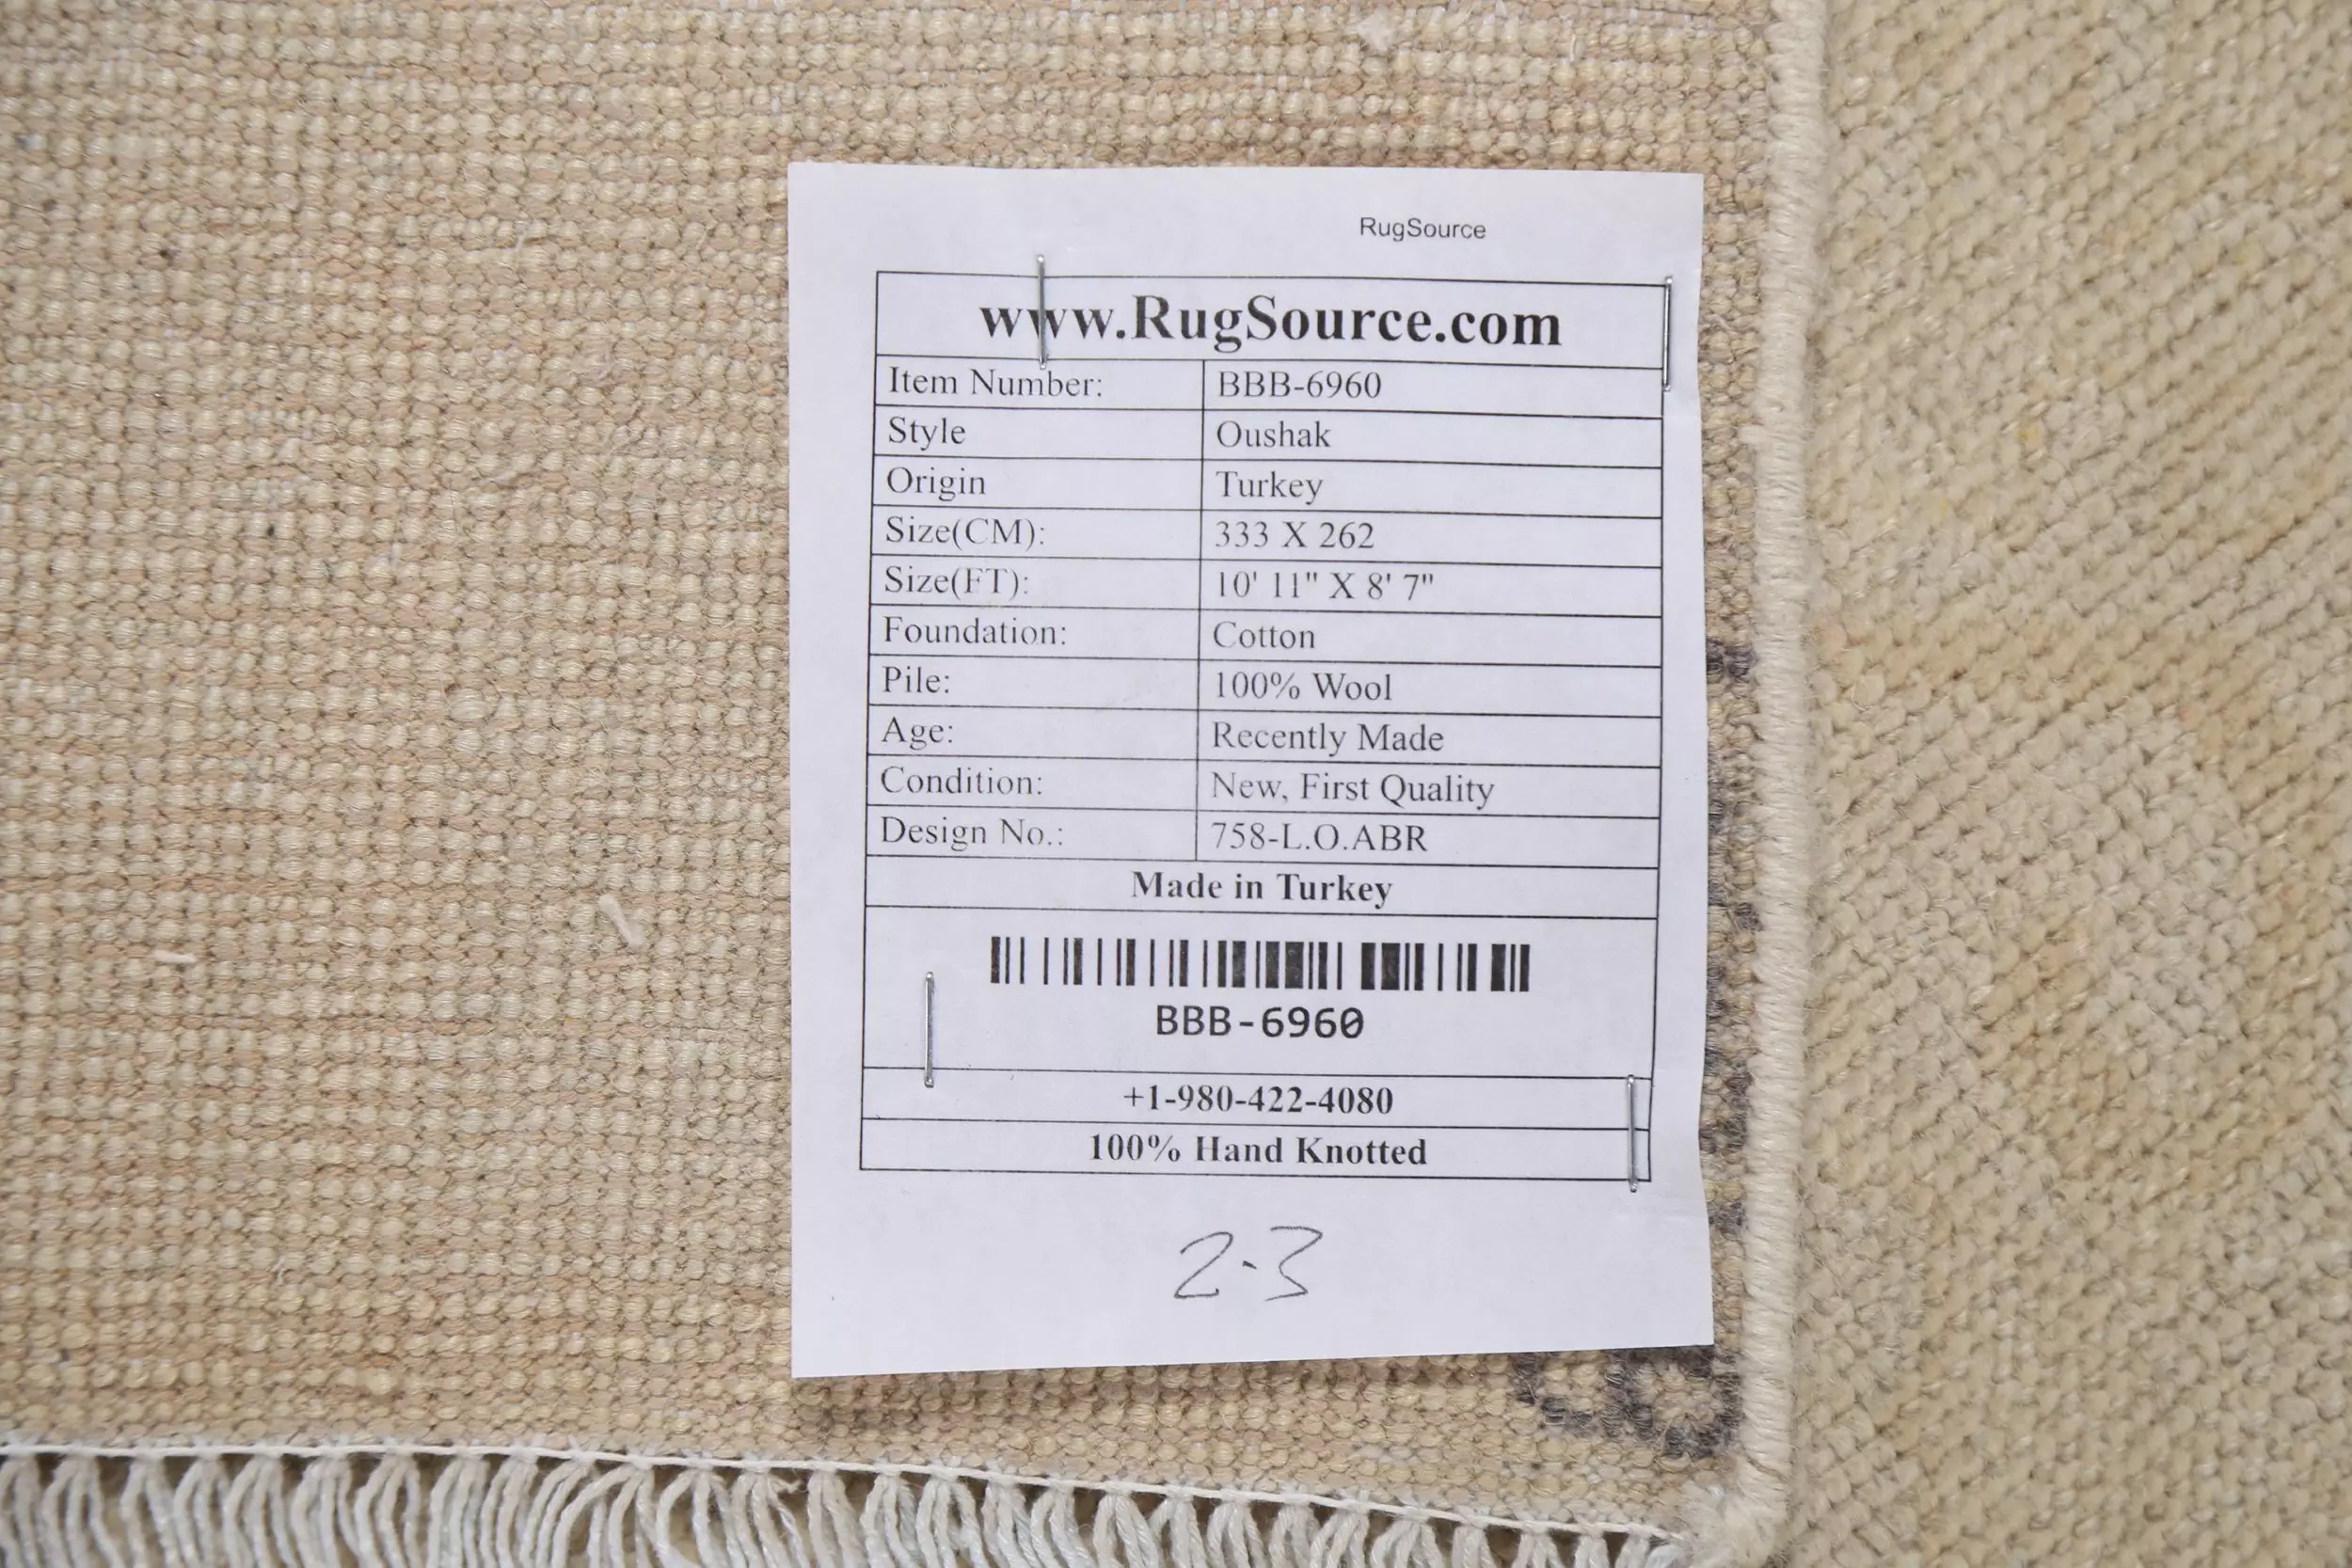 RugSource
www.RugSource.com
Item Number: BBB-6960
Style Oushak
Origin Turkey
Size(CM): 333 X 262
Size(FT): 10' 11" X 8' 7"
Foundation: Cotton
Pile: 100% Wool
Age: Recently Made
Condition: New, First Quality
Design No.: 758-L.O.ABR
Made in Turkey
BBB-6960
+1-980-422-4080
100% Hand Knotted
2-3